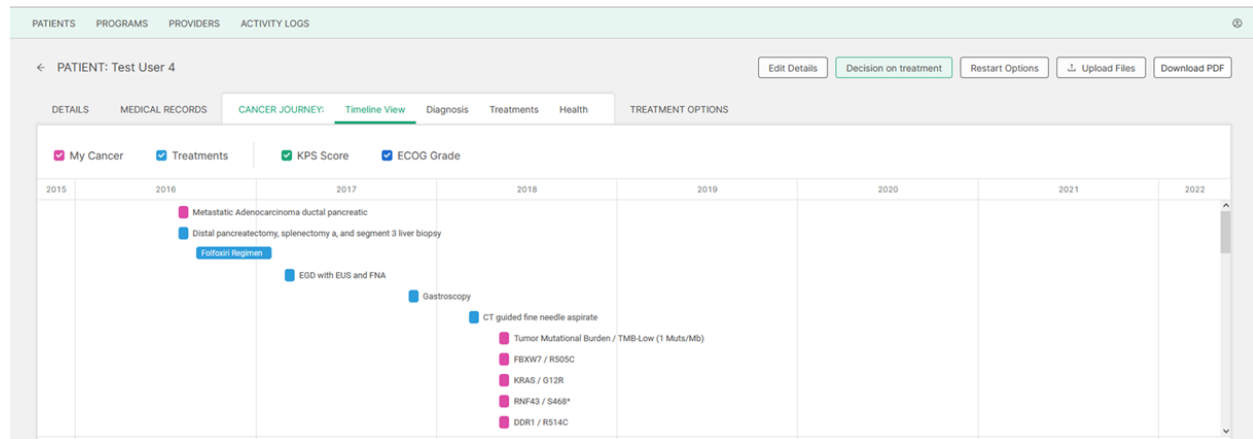 PATIENTS PROGRAMS PROVIDERS ACTIVITY LOGS
PATIENT: Test User 4
Edit Details
Decision on treatment
Restart Options
Upload Files
Download PDF
DETAILS MEDICAL RECORDS CANCER JOURNEY: Timeline View Diagnosis Treatments Health TREATMENT OPTIONS
My Cancer Treatments KPS Score ECOG Grade
2015 2016 2017 2018 2019 2020 2021 2022
Metastatic Adenocarcinoma ductal pancreatic
Distal pancreatectomy, splenectomy a, and segment 3 liver biopsy
Folfoxiri Regimen
EGD with EUS and FNA
Gastroscopy
CT guided fine needle aspirate
Tumor Mutational Burden / TMB-Low (1 Muts/Mb)
FBXW7 / R505C
KRAS / G12R
RNF43 / S468*
DDR1 / R514C